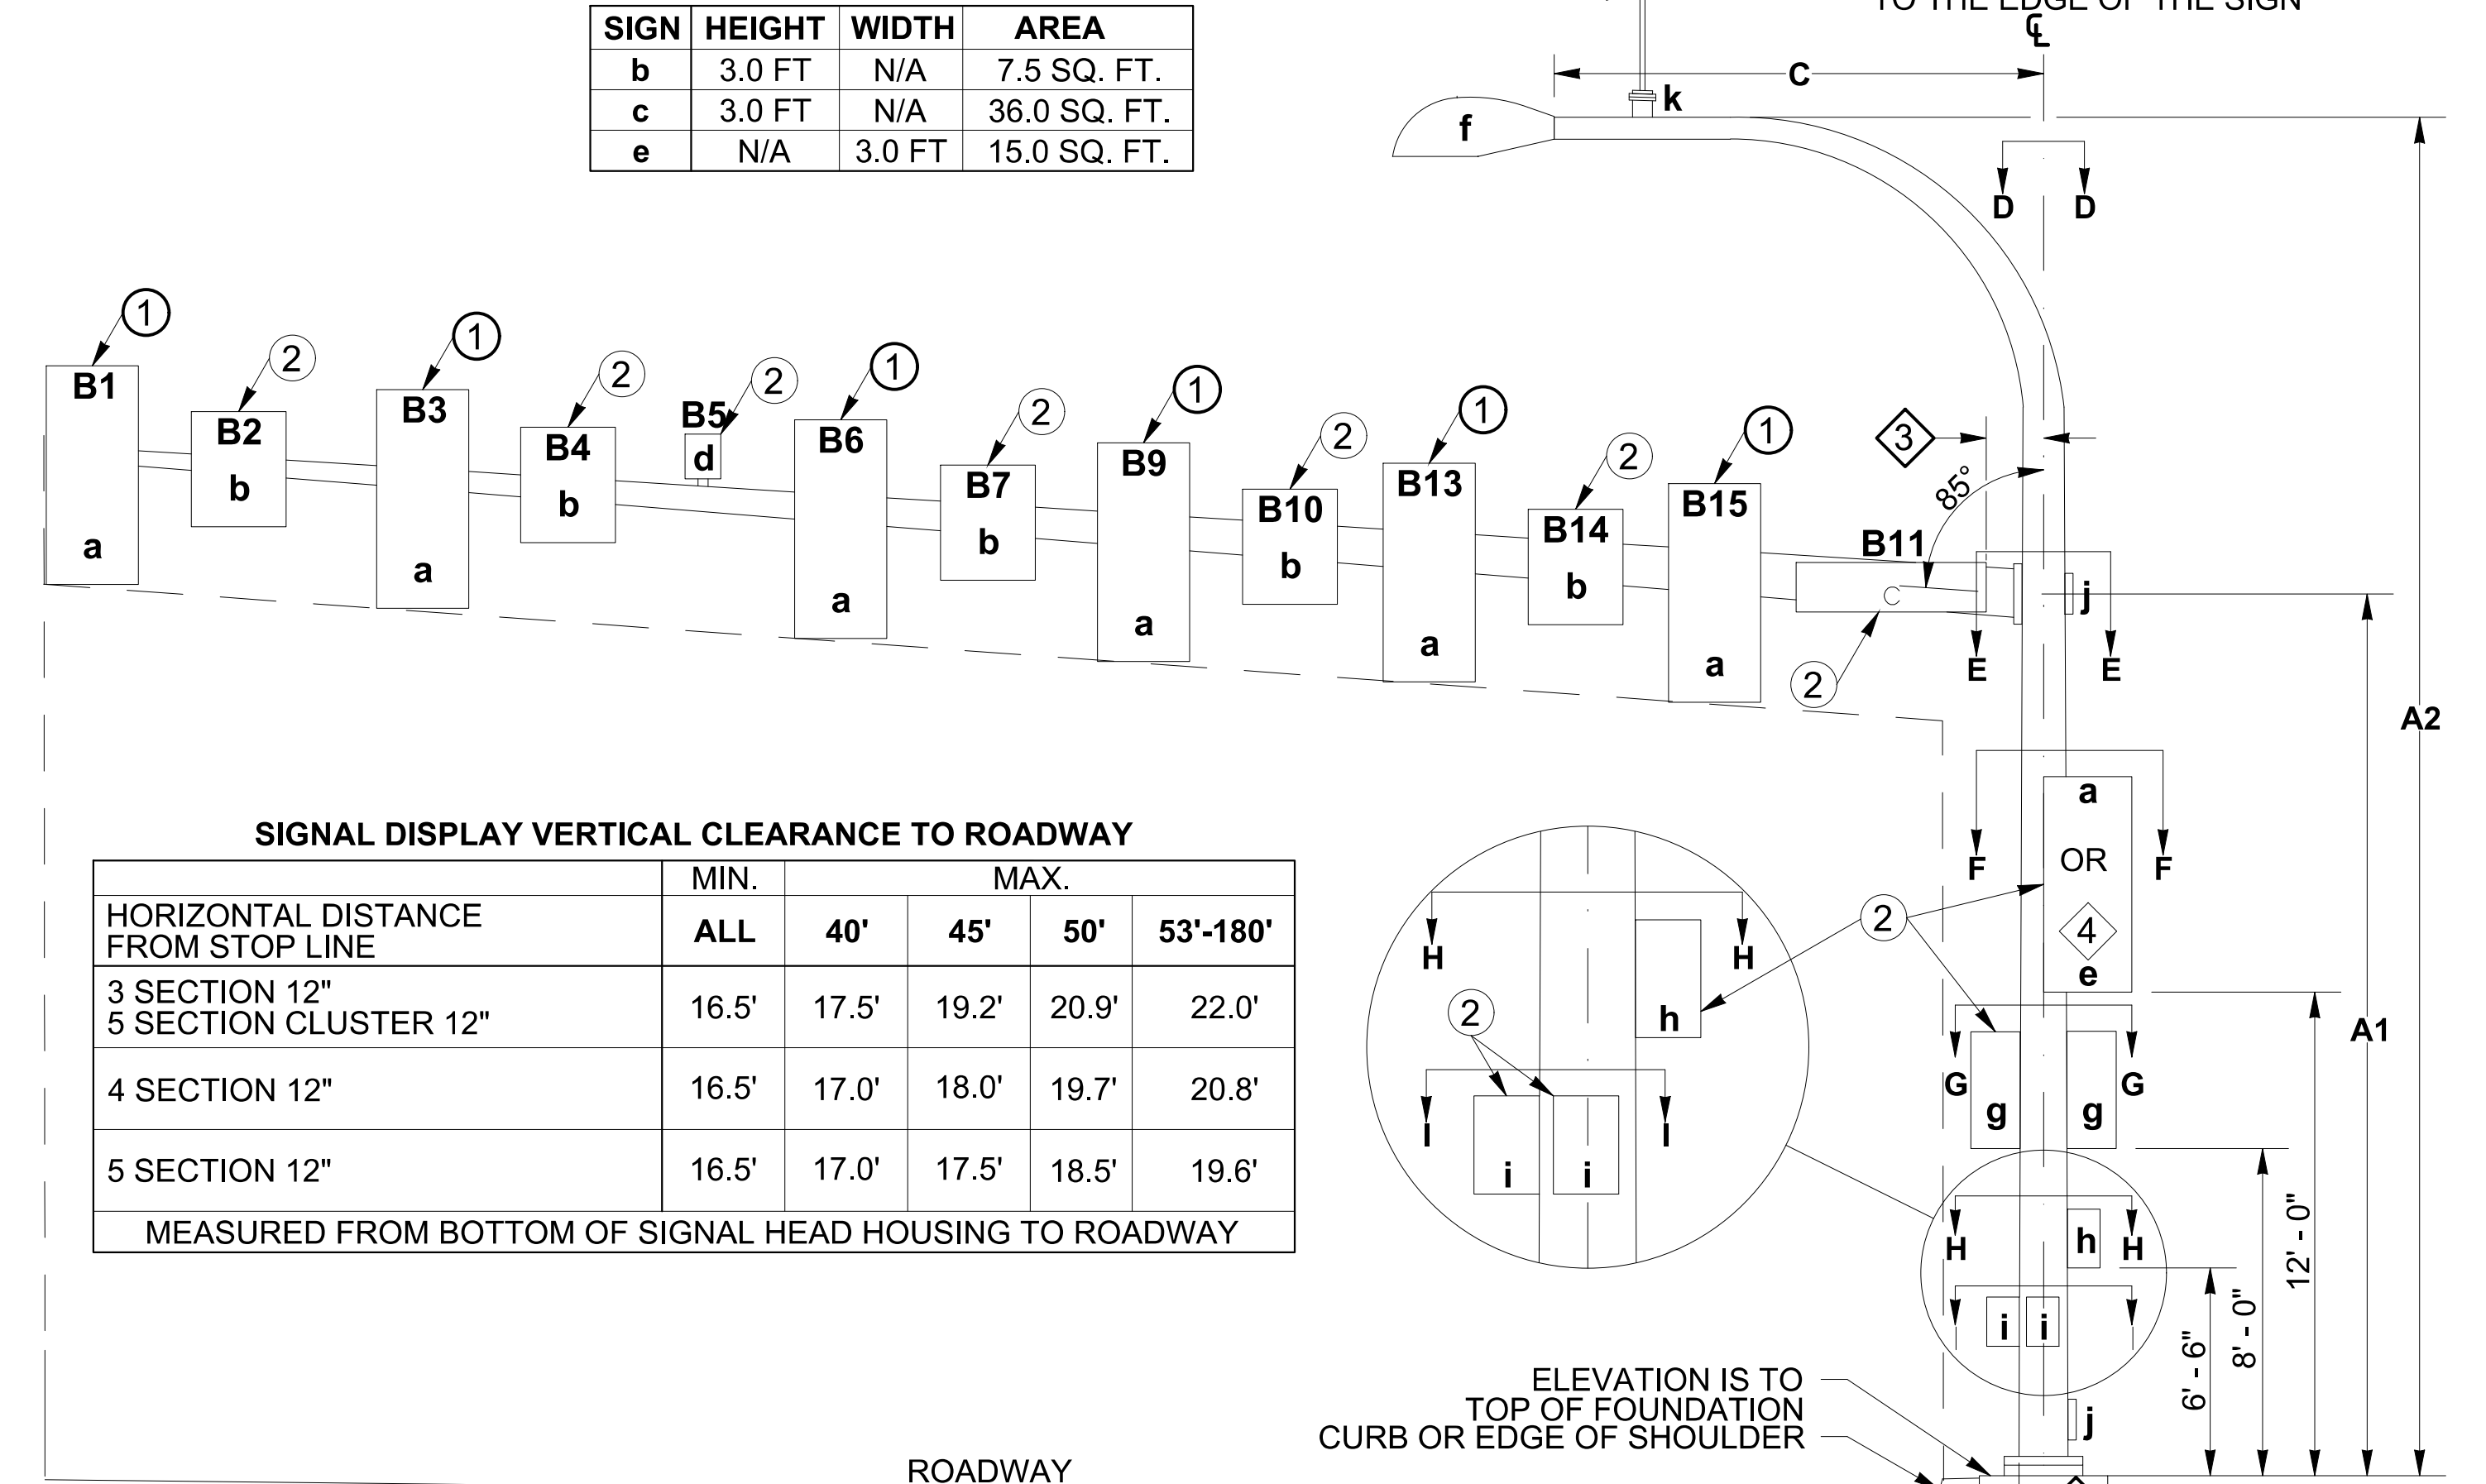 TO THE EDGE OF THE SIGN
SIGN HEIGHT WIDTH AREA
b 3.0 FT N/A 7.5 SQ. FT.
c 3.0 FT N/A 36.0 SQ. FT.
e N/A 3.0 FT 15.0 SQ. FT.
℄
C
k
f
D D
1 2 1 2 2 1 2 1 2 1 2 1 3
B1 B2 B3 B4 B5 B6 B7 B9 B10 B13 B14 B15 B11
85°
a b a b d a b a b a b a C
j
2
E E
A2
F F
a
OR
4
e
SIGNAL DISPLAY VERTICAL CLEARANCE TO ROADWAY
MIN. MAX.
HORIZONTAL DISTANCE
FROM STOP LINE
ALL 40' 45' 50' 53'-180'
3 SECTION 12"
5 SECTION CLUSTER 12"
16.5' 17.5' 19.2' 20.9' 22.0'
4 SECTION 12" 16.5' 17.0' 18.0' 19.7' 20.8'
5 SECTION 12" 16.5' 17.0' 17.5' 18.5' 19.6'
MEASURED FROM BOTTOM OF SIGNAL HEAD HOUSING TO ROADWAY
H H
2
h
2
I I
i i
A1
G G
g g
H h H
I I
i i
12' - 0"
8' - 0"
6' - 6"
j
ELEVATION IS TO
TOP OF FOUNDATION
CURB OR EDGE OF SHOULDER
ROADWAY